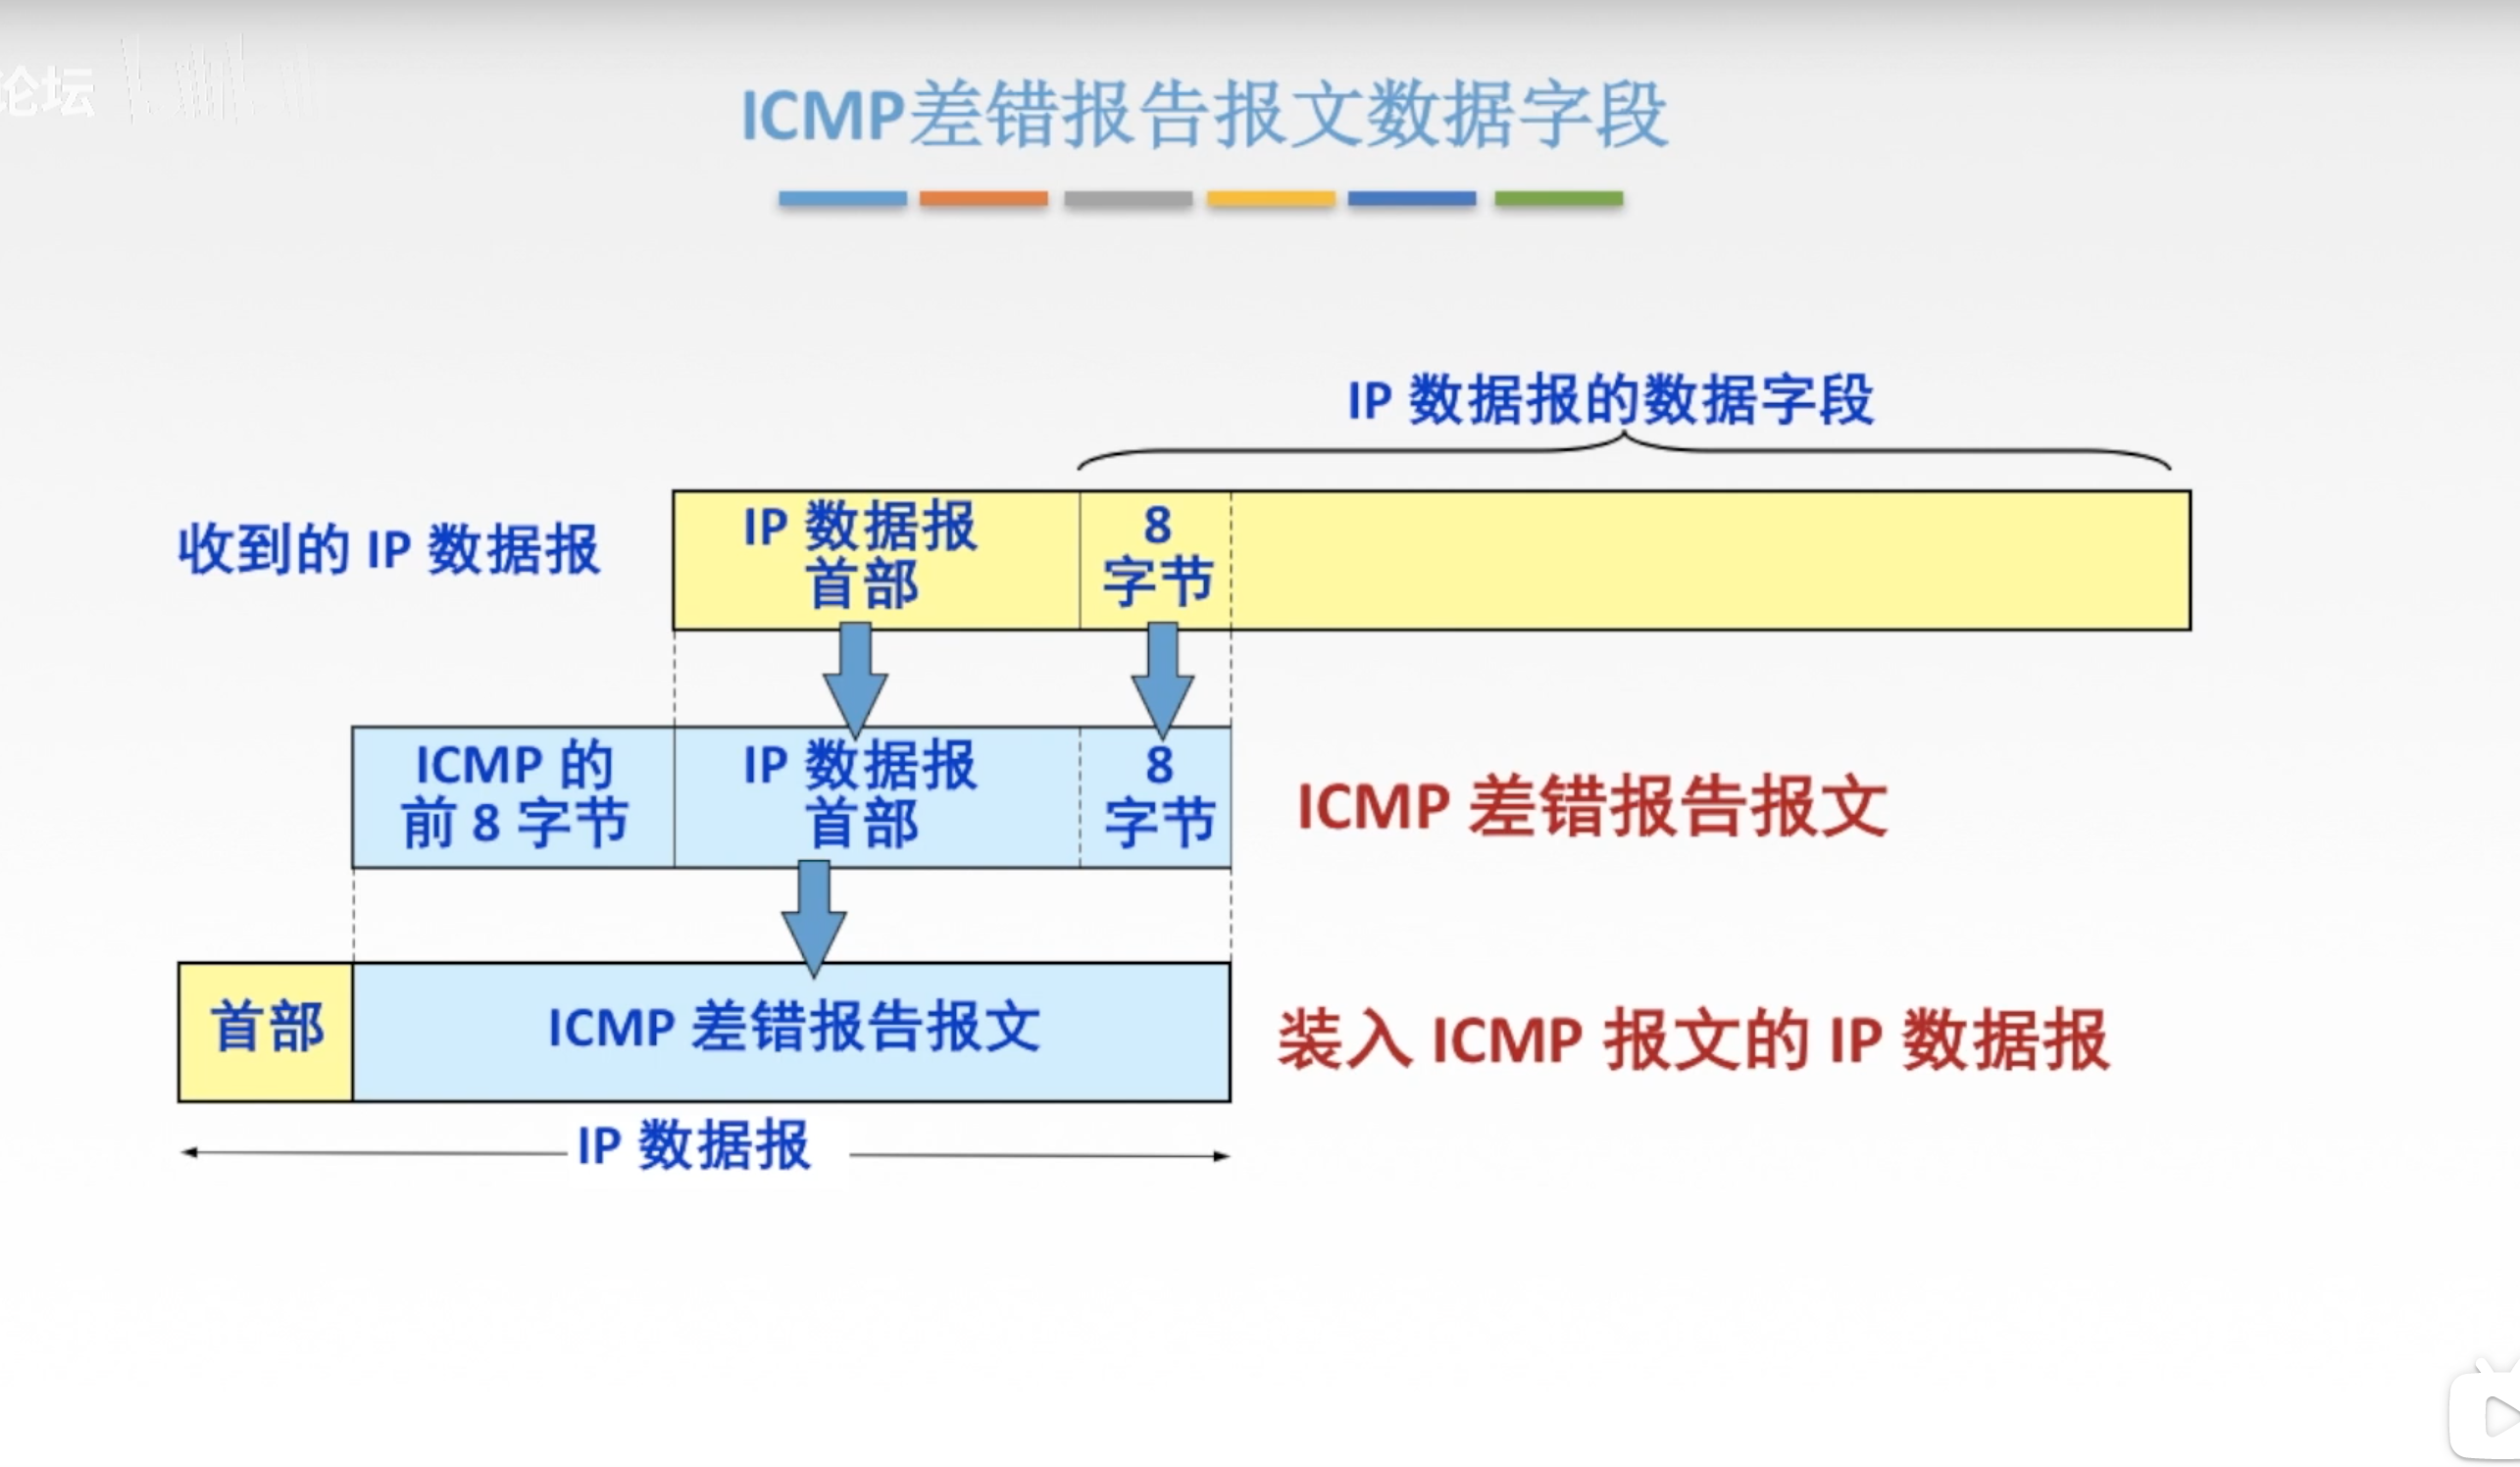 论坛
ICMP差错报告报文数据字段
IP 数据报的数据字段
收到的 IP 数据报
IP 数据报
首部
8
字节
ICMP 的
前 8 字节
IP 数据报
首部
8
字节
ICMP 差错报告报文
首部
ICMP 差错报告报文
装入 ICMP 报文的 IP 数据报
IP 数据报